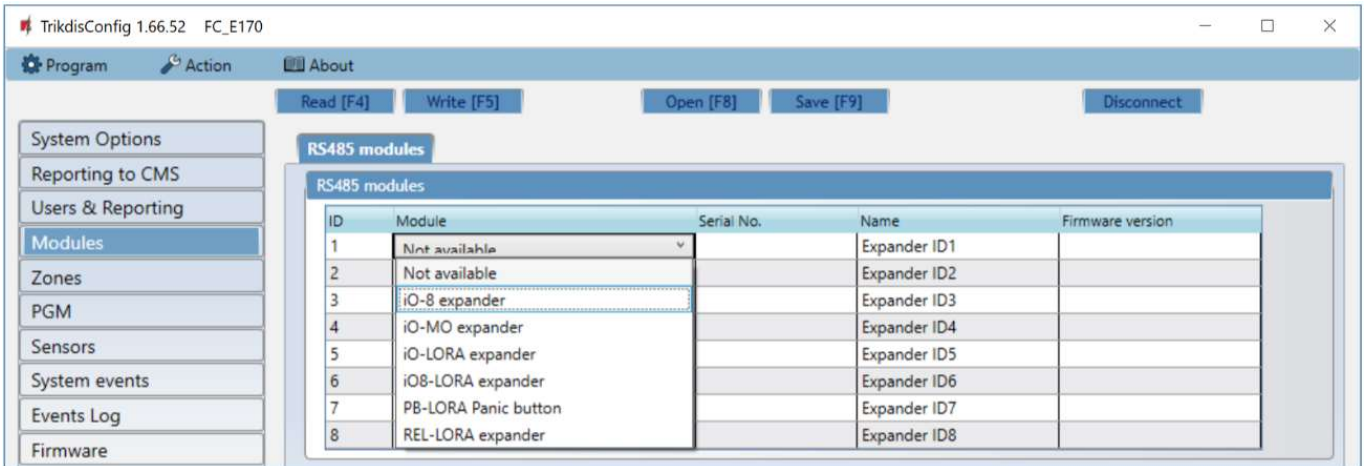 TrikdisConfig 1.66.52 FC_E170
Program Action About
Read [F4] Write [F5] Open [F8] Save [F9] Disconnect
System Options
Reporting to CMS
Users & Reporting
Modules
Zones
PGM
Sensors
System events
Events Log
Firmware
RS485 modules
RS485 modules
ID Module Serial No. Name Firmware version
1 Not available Expander ID1
2 Not available Expander ID2
3 iO-8 expander Expander ID3
4 iO-MO expander Expander ID4
5 iO-LORA expander Expander ID5
6 iO8-LORA expander Expander ID6
7 PB-LORA Panic button Expander ID7
8 REL-LORA expander Expander ID8